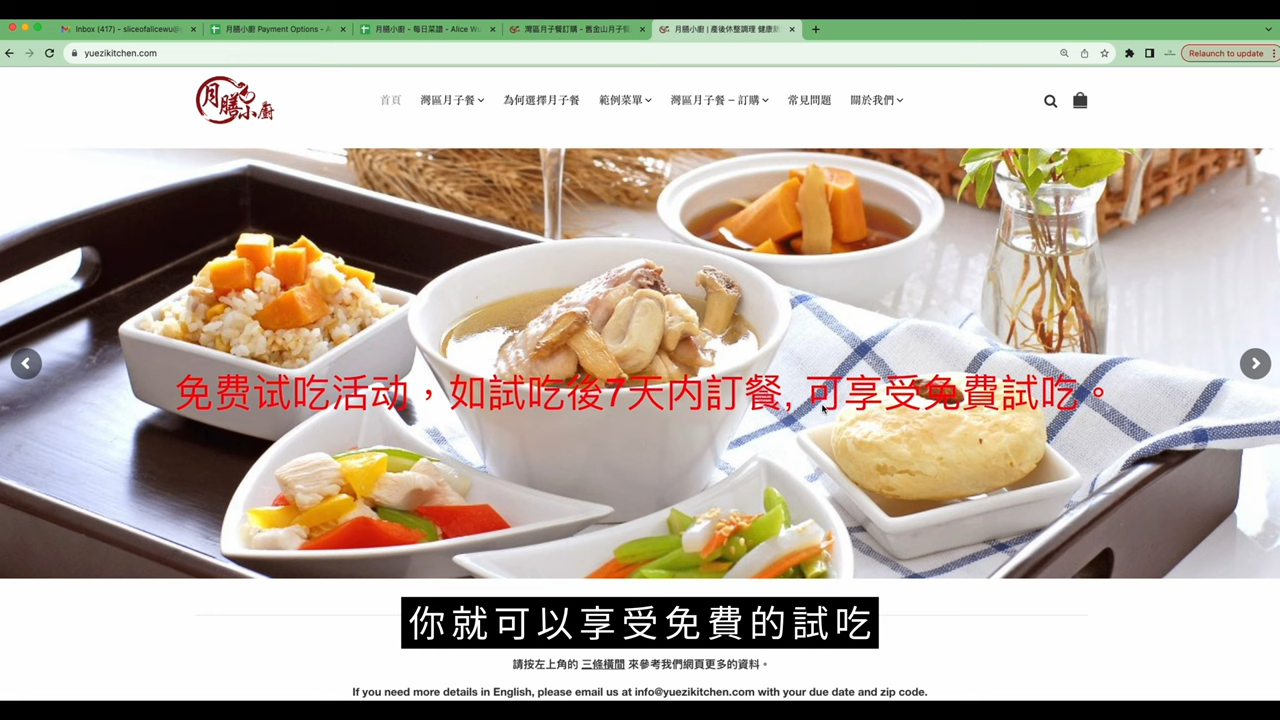 Inbox (417) - sliceofalicewu@
月膳小廚 Payment Options - A
月膳小廚 - 每日菜譜 - Alice Wu
灣區月子餐訂購 - 舊金山月子餐
月膳小廚 | 產後休整調理 健康
yuezikitchen.com
Relaunch to update
月膳小廚
首頁
灣區月子餐
為何選擇月子餐
範例菜單
灣區月子餐 – 訂購
常見問題
關於我們
免费试吃活动，如試吃後7天内訂餐, 可享受免費試吃。
你就可以享受免費的試吃
請按左上角的 三條橫間 來參考我們網頁更多的資料。
If you need more details in English, please email us at info@yuezikitchen.com with your due date and zip code.